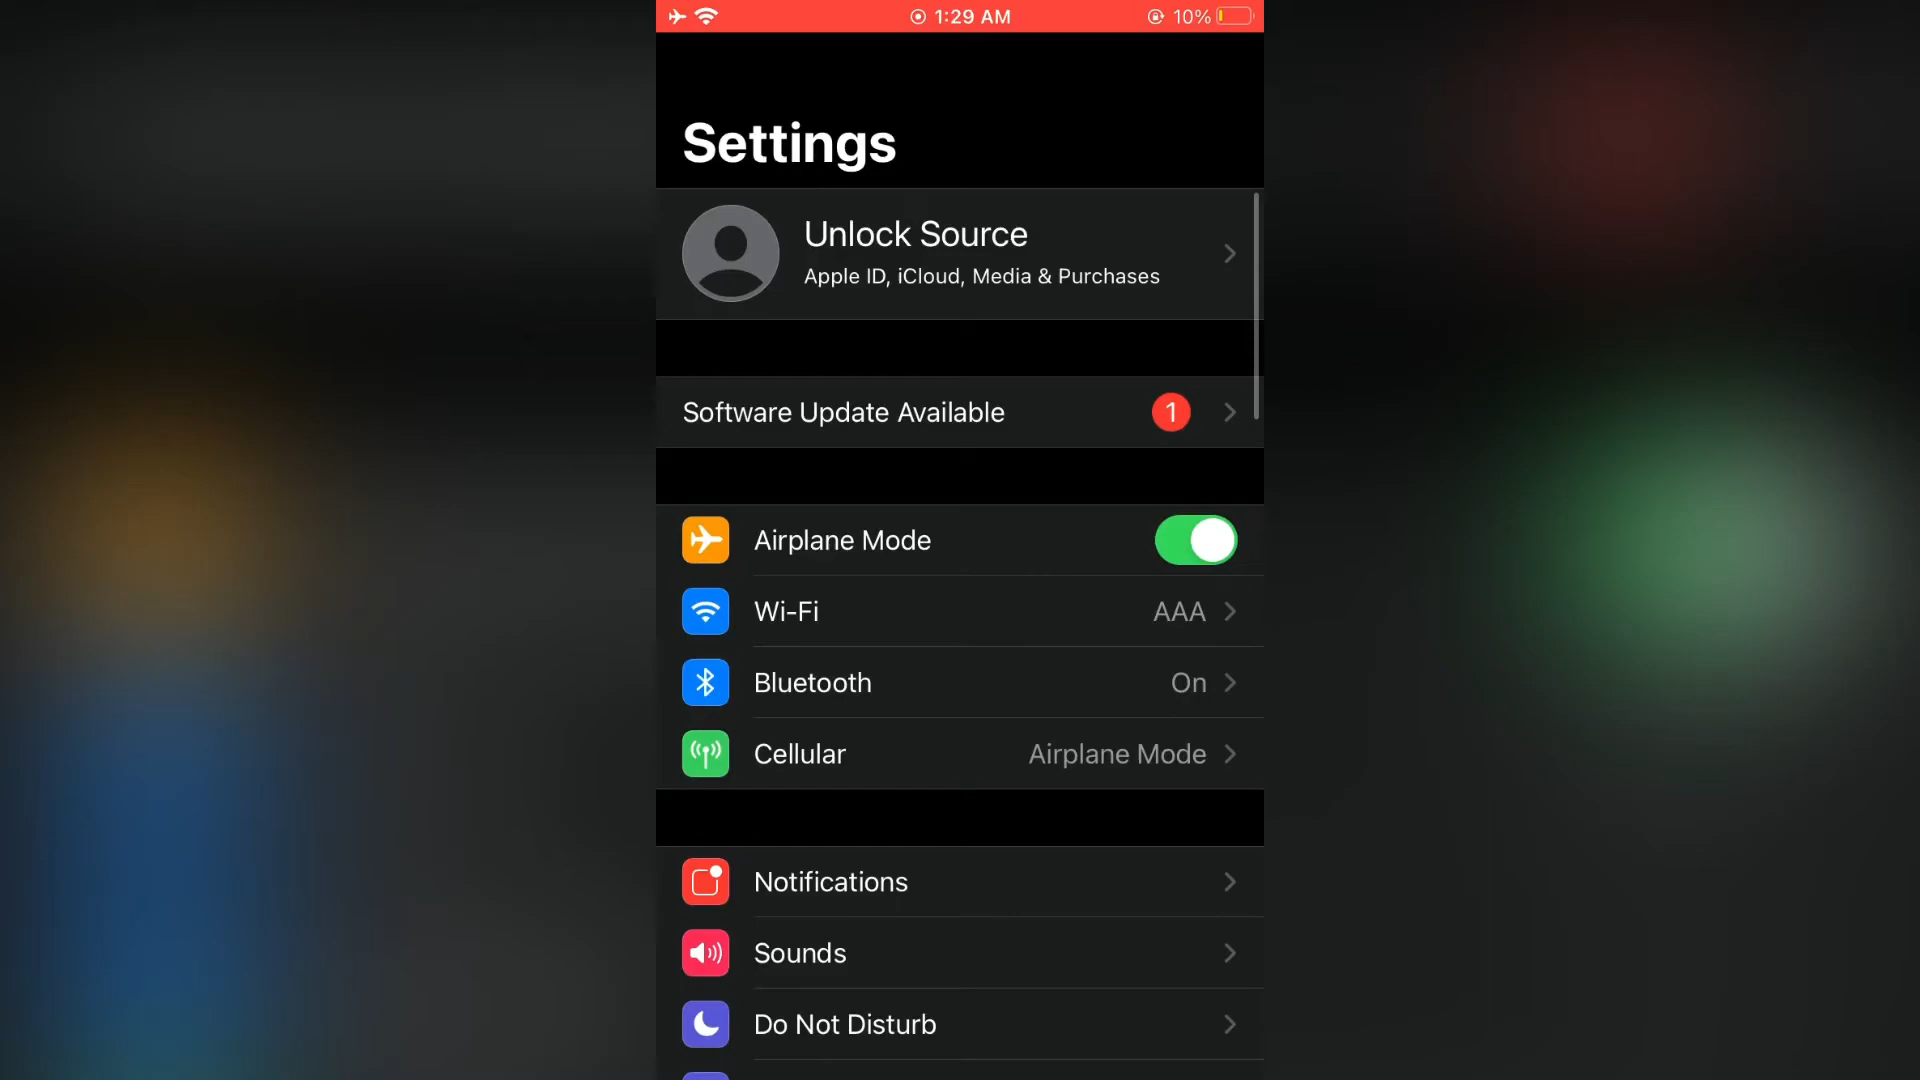 1:29 AM 10%
Settings
Unlock Source
Apple ID, iCloud, Media & Purchases
Software Update Available 1
Airplane Mode
Wi-Fi AAA
Bluetooth On
Cellular Airplane Mode
Notifications
Sounds
Do Not Disturb